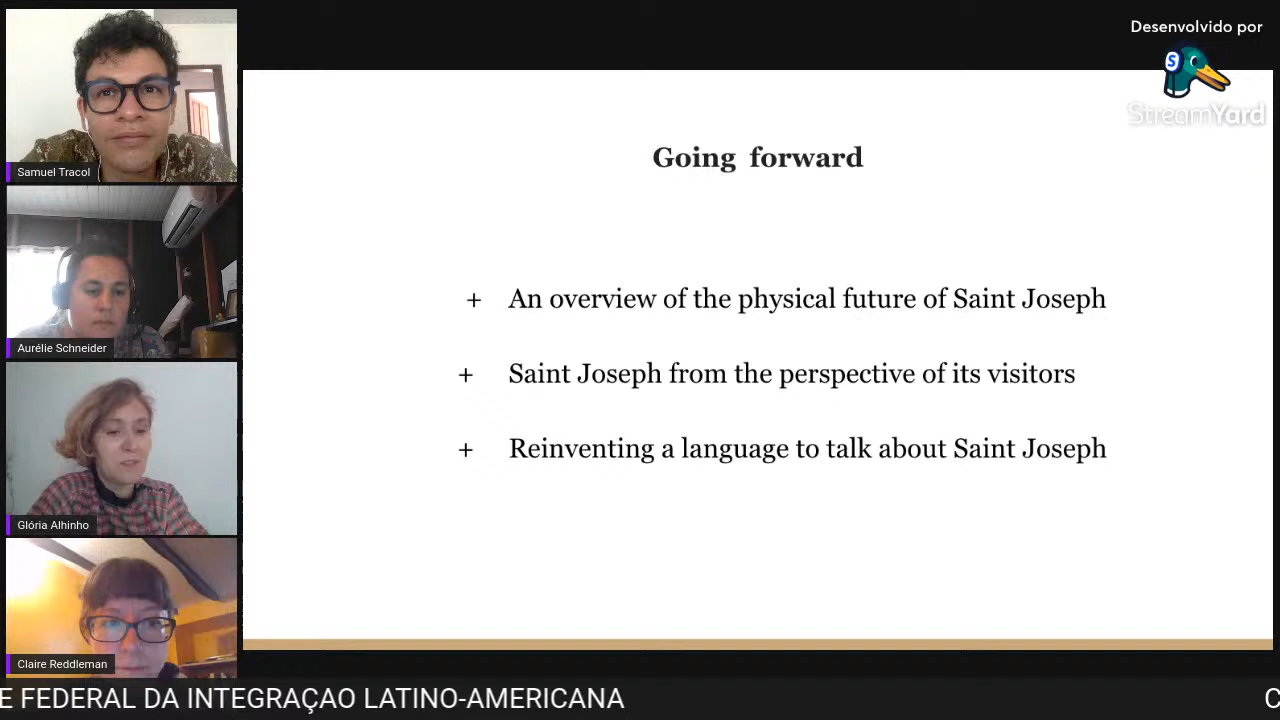 Desenvolvido por
StreamYard
Going forward
+ An overview of the physical future of Saint Joseph
+ Saint Joseph from the perspective of its visitors
+ Reinventing a language to talk about Saint Joseph
Samuel Tracol
Aurélie Schneider
Glória Alhinho
Claire Reddleman
E FEDERAL DA INTEGRAÇAO LATINO-AMERICANA